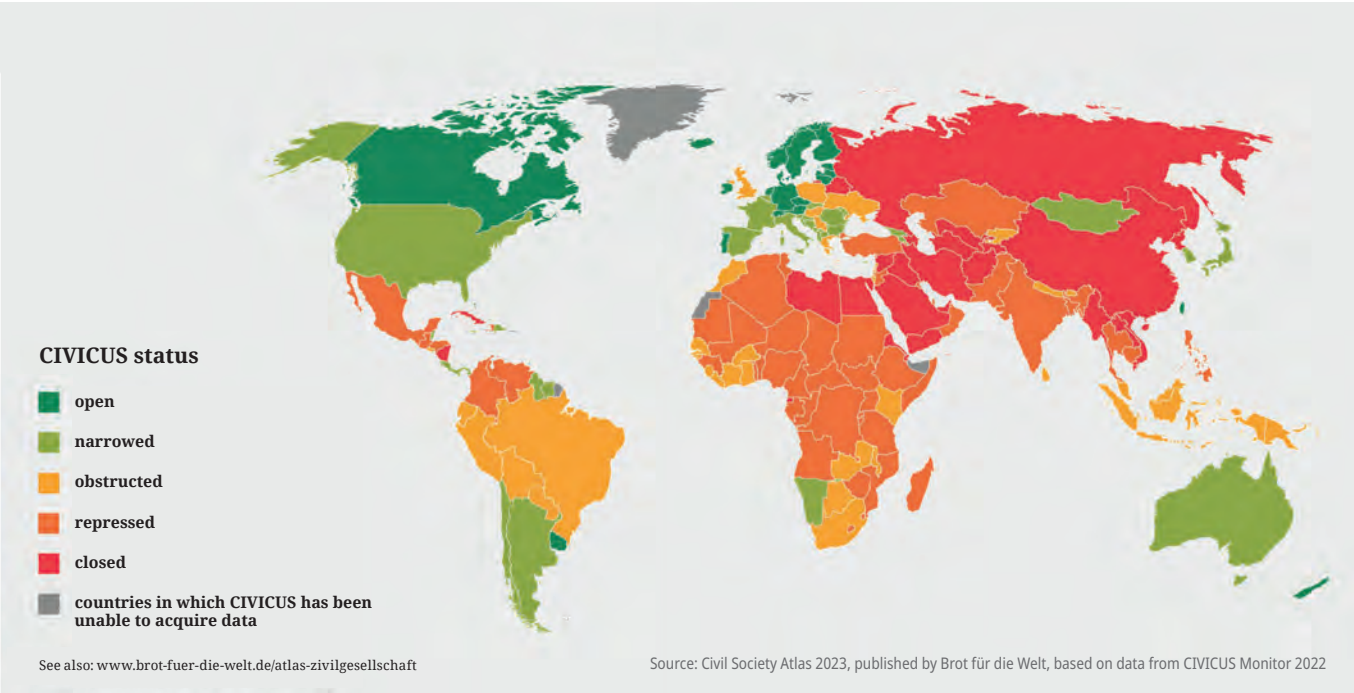 CIVICUS status
open
narrowed
obstructed
repressed
closed
countries in which CIVICUS has been
unable to acquire data
See also: www.brot-fuer-die-welt.de/atlas-zivilgesellschaft
Source: Civil Society Atlas 2023, published by Brot für die Welt, based on data from CIVICUS Monitor 2022